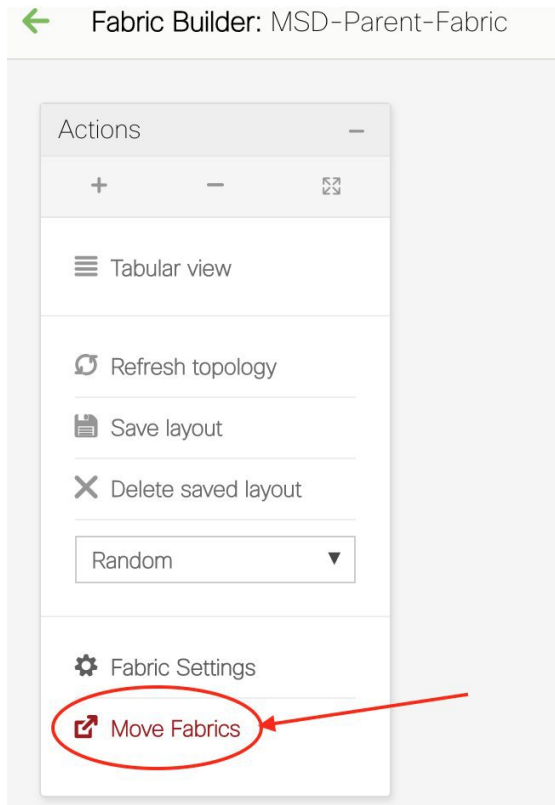 Fabric Builder: MSD-Parent-Fabric
Actions
Tabular view
Refresh topology
Save layout
Delete saved layout
Random
Fabric Settings
Move Fabrics